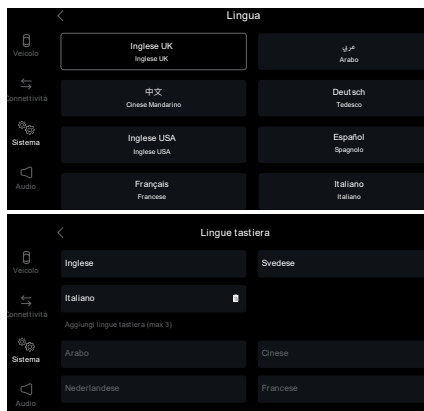 Lingua
Veicolo
Connettività
Sistema
Audio
Inglese UK
Inglese UK
عربي
Arabo
中文
Cinese Mandarino
Deutsch
Tedesco
Inglese USA
Inglese USA
Español
Spagnolo
Français
Francese
Italiano
Italiano
Lingue tastiera
Veicolo
Connettività
Sistema
Audio
Inglese
Svedese
Italiano
Aggiungi lingue tastiera (max 3)
Arabo
Cinese
Nederlandese
Francese